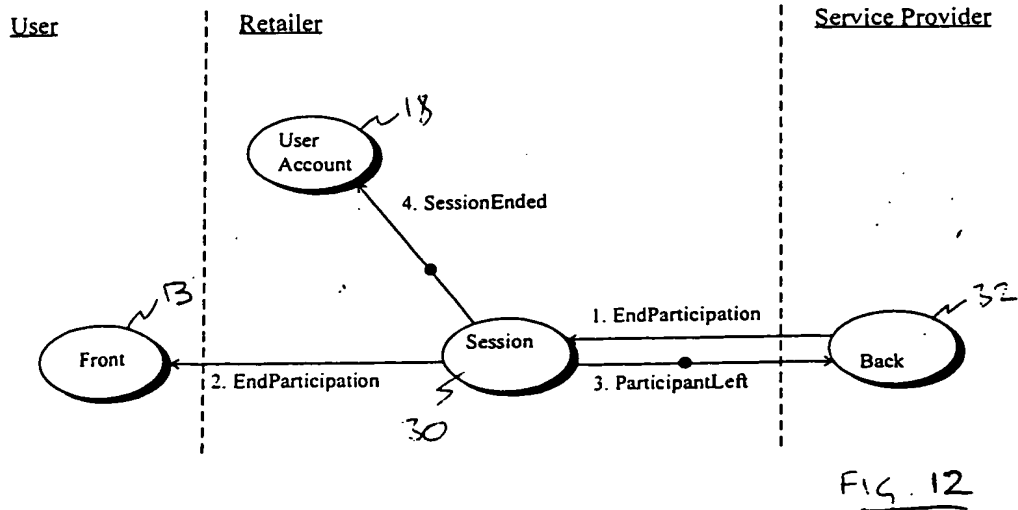 User
Retailer
Service Provider
18
User
Account
4. SessionEnded
13
32
1. EndParticipation
Session
Front
Back
2. EndParticipation
3. ParticipantLeft
30
FIG. 12